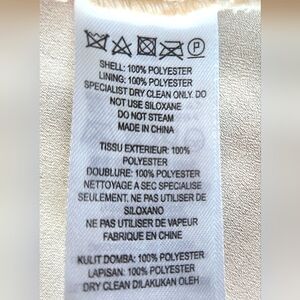 P
SHELL: 100% POLYESTER
LINING: 100% POLYESTER
SPECIALIST DRY CLEAN ONLY. DO
NOT USE SILOXANE
DO NOT STEAM
MADE IN CHINA
TISSU EXTERIEUR: 100%
POLYESTER
DOUBLURE: 100% POLYESTER
NETTOYAGE A SEC SPECIALISE
SEULEMENT. NE PAS UTILISER DE
SILOXANO
NE PAS UTILISER DE VAPEUR
FABRIQUE EN CHINE
KULIT DOMBA: 100% POLYESTER
LAPISAN: 100% POLYESTER
DRY CLEAN DILAKUKAN OLEH